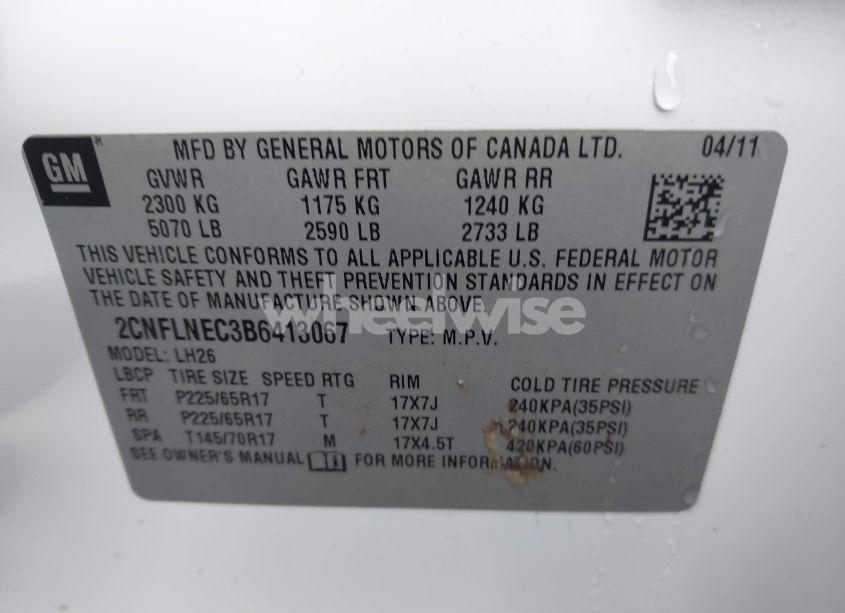 GM
MFD BY GENERAL MOTORS OF CANADA LTD. 04/11
GVWR GAWR FRT GAWR RR
2300 KG 1175 KG 1240 KG
5070 LB 2590 LB 2733 LB
THIS VEHICLE CONFORMS TO ALL APPLICABLE U.S. FEDERAL MOTOR
VEHICLE SAFETY AND THEFT PREVENTION STANDARDS IN EFFECT ON
THE DATE OF MANUFACTURE SHOWN ABOVE.
wheelwise
2CNFLNEC3B6413067 TYPE: M.P.V.
MODEL: LH26
LBCP TIRE SIZE SPEED RTG RIM COLD TIRE PRESSURE
FRT P225/65R17 T 17X7J 240KPA(35PSI)
RR P225/65R17 T 17X7J 240KPA(35PSI)
SPA T145/70R17 M 17X4.5T 420KPA(60PSI)
SEE OWNER'S MANUAL FOR MORE INFORMATION.